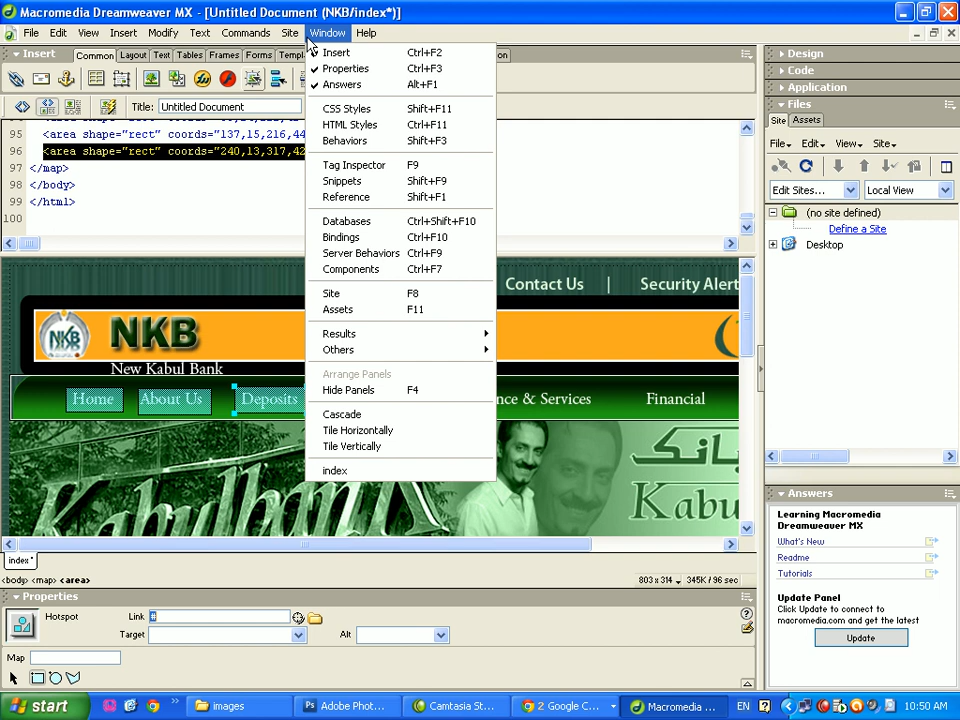 Macromedia Dreamweaver MX - [Untitled Document (NKB/index*)]
File Edit View Insert Modify Text Commands Site Window Help
Insert Common Layout Text Tables Frames Forms
Title: Untitled Document
95 <area shape="rect" coords="137,15,216,44
96 <area shape="rect" coords="240,13,317,42
97 </map>
98 </body>
99 </html>
100
Insert Ctrl+F2
Properties Ctrl+F3
Answers Alt+F1
CSS Styles Shift+F11
HTML Styles Ctrl+F11
Behaviors Shift+F3
Tag Inspector F9
Snippets Shift+F9
Reference Shift+F1
Databases Ctrl+Shift+F10
Bindings Ctrl+F10
Server Behaviors Ctrl+F9
Components Ctrl+F7
Site F8
Assets F11
Results
Others
Arrange Panels
Hide Panels F4
Cascade
Tile Horizontally
Tile Vertically
index
Contact Us | Security Alert
NKB
New Kabul Bank
Home About Us Deposits nce & Services Financial
Kabulban
بانک
Kabu
index*
<body> <map> <area>
803 x 314 345K / 96 sec
Properties
Hotspot Link #
Target Alt
Map
Design
Code
Application
Files
Site Assets
File Edit View Site
Edit Sites... Local View
(no site defined)
Define a Site
Desktop
Answers
Learning Macromedia
Dreamweaver MX
What's New
Readme
Tutorials
Update Panel
Click Update to connect to
macromedia.com and get the latest
Update
start images Adobe Phot... Camtasia St... 2 Google C... Macromedia ... EN 10:50 AM